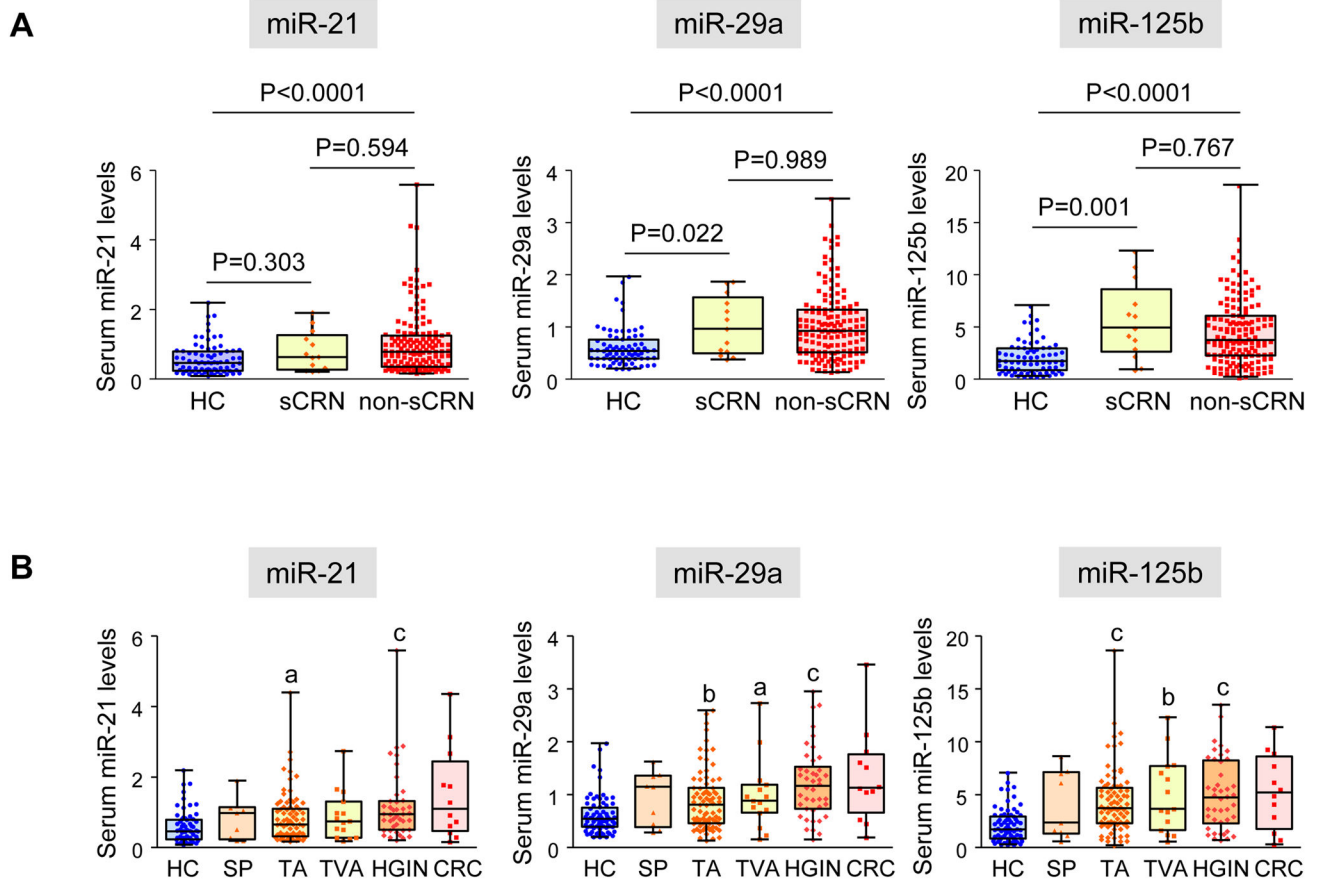 A
miR-21
miR-29a
miR-125b
P<0.0001
P<0.0001
P<0.0001
P=0.594
P=0.989
P=0.767
P=0.303
P=0.022
P=0.001
Serum miR-21 levels
6
4
2
0
HC sCRN non-sCRN
Serum miR-29a levels
4
3
2
1
0
HC sCRN non-sCRN
Serum miR-125b levels
20
15
10
5
0
HC sCRN non-sCRN
B
miR-21
miR-29a
miR-125b
Serum miR-21 levels
6
4
2
0
a
c
HC SP TA TVA HGIN CRC
Serum miR-29a levels
4
3
2
1
0
b
a
c
HC SP TA TVA HGIN CRC
Serum miR-125b levels
20
15
10
5
0
c
b
c
HC SP TA TVA HGIN CRC